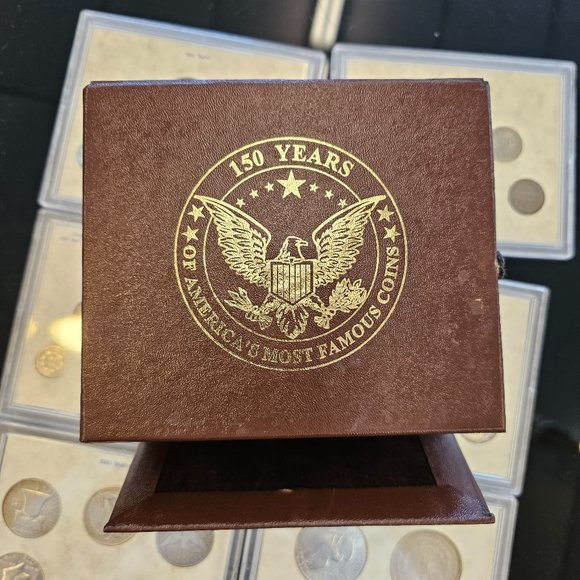 150 YEARS
OF AMERICA'S MOST FAMOUS COINS